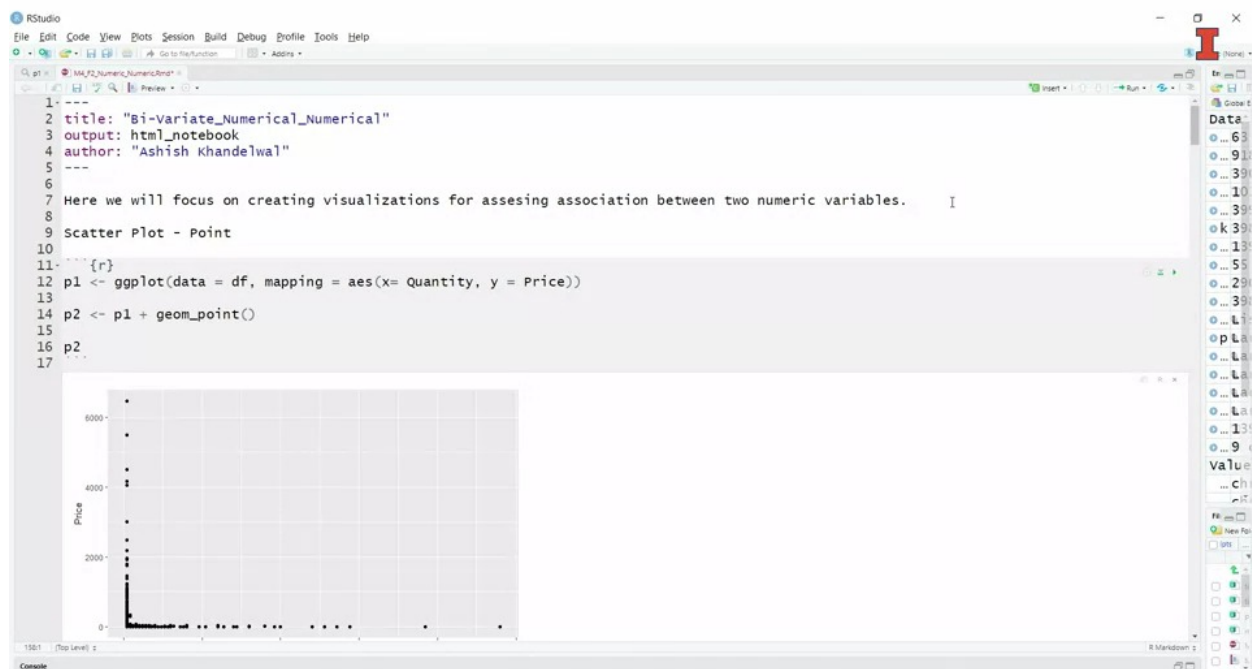 RStudio
File Edit Code View Plots Session Build Debug Profile Tools Help
Go to file/function
Addins
(None)
p1
M4_F2_Numeric_Numeric.Rmd*
Preview
Insert
Run
1 ---
2 title: "Bi-Variate_Numerical_Numerical"
3 output: html_notebook
4 author: "Ashish Khandelwal"
5 ---
6
7 Here we will focus on creating visualizations for assesing association between two numeric variables.
8
9 Scatter Plot - Point
10
11 ```{r}
12 p1 <- ggplot(data = df, mapping = aes(x= Quantity, y = Price))
13
14 p2 <- p1 + geom_point()
15
16 p2
17 ```
6000
4000
Price
2000
0
(Top Level)
R Markdown
Console
I
Data
Value